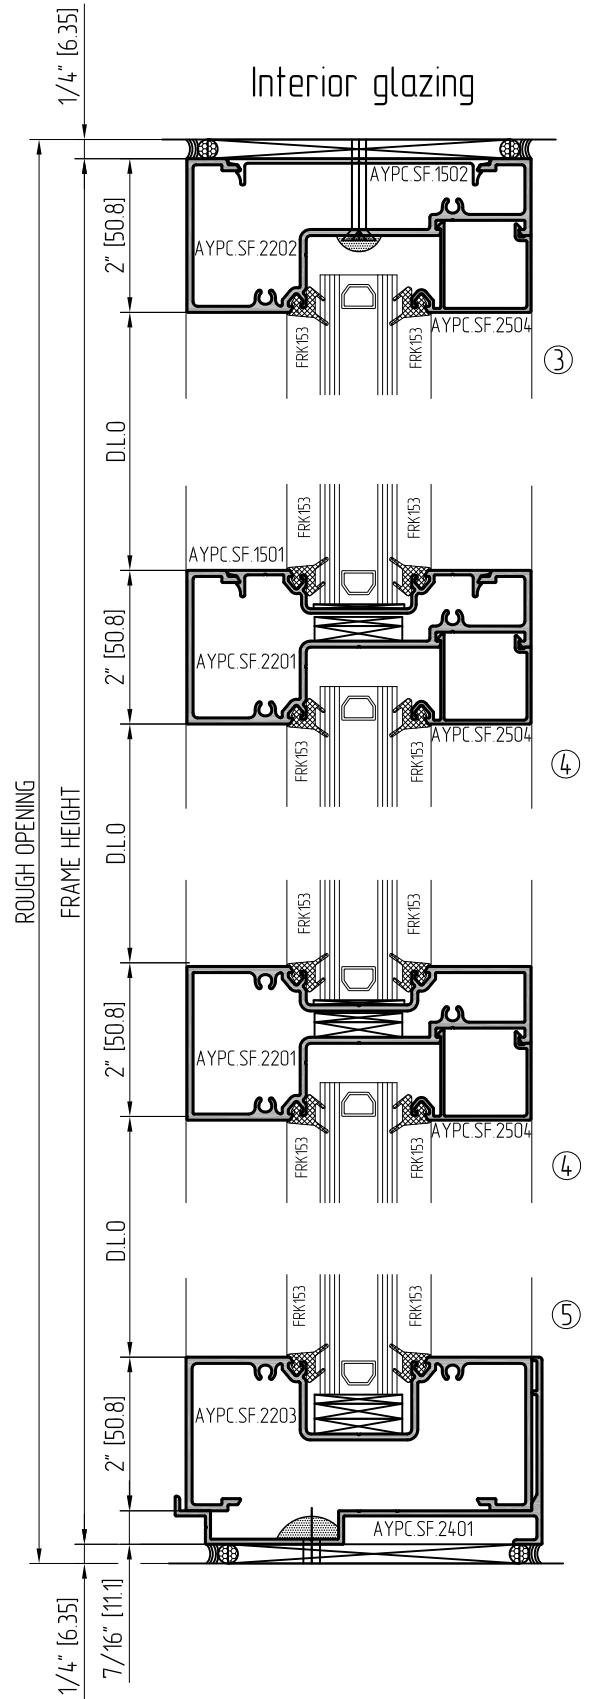 1/4" [6.35]
Interior glazing
AYPC.SF.1502
2" [50.8]
AYPC.SF.2202
AYPC.SF.2504
FRK153
FRK153
3
D.L.O
FRK153
FRK153
AYPC.SF.1501
2" [50.8]
AYPC.SF.2201
AYPC.SF.2504
FRK153
FRK153
4
ROUGH OPENING
FRAME HEIGHT
D.L.O
FRK153
FRK153
2" [50.8]
AYPC.SF.2201
AYPC.SF.2504
FRK153
FRK153
4
D.L.O
FRK153
FRK153
5
2" [50.8]
AYPC.SF.2203
AYPC.SF.2401
1/4" [6.35]
7/16" [11.1]